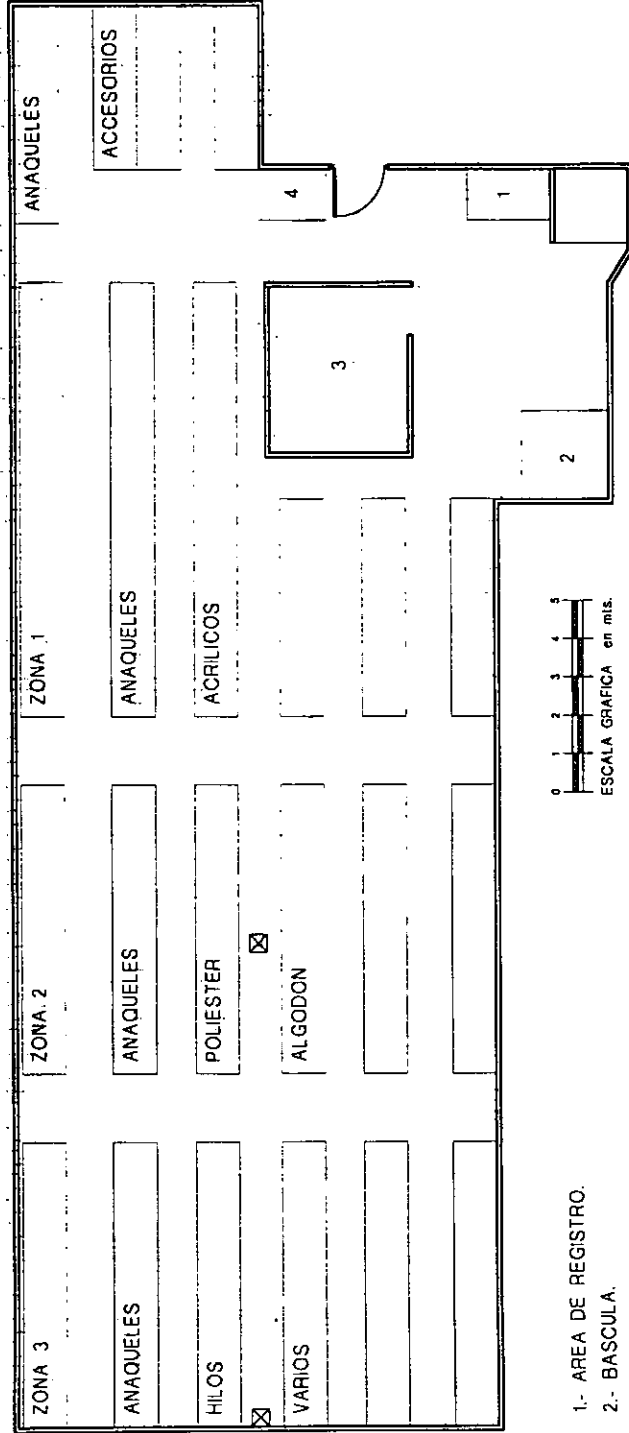 ZONA 3
ZONA 2
ZONA 1
ANAQUELES
ANAQUELES
ANAQUELES
ANAQUELES
ACCESORIOS
HILOS
POLIESTER
ACRILICOS
VARIOS
ALGODON
4
3
1
2
0 1 2 3 4 5
ESCALA GRAFICA en mts.
1.- AREA DE REGISTRO.
2.- BASCULA.